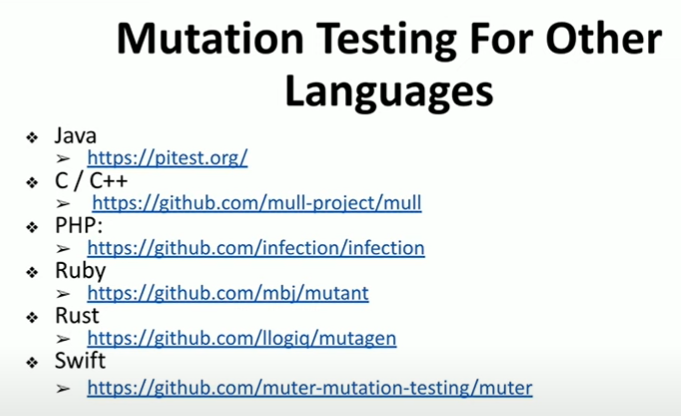 Mutation Testing For Other
Languages
❖ Java
➢ https://pitest.org/
❖ C / C++
➢ https://github.com/mull-project/mull
❖ PHP:
➢ https://github.com/infection/infection
❖ Ruby
➢ https://github.com/mbj/mutant
❖ Rust
➢ https://github.com/llogiq/mutagen
❖ Swift
➢ https://github.com/muter-mutation-testing/muter